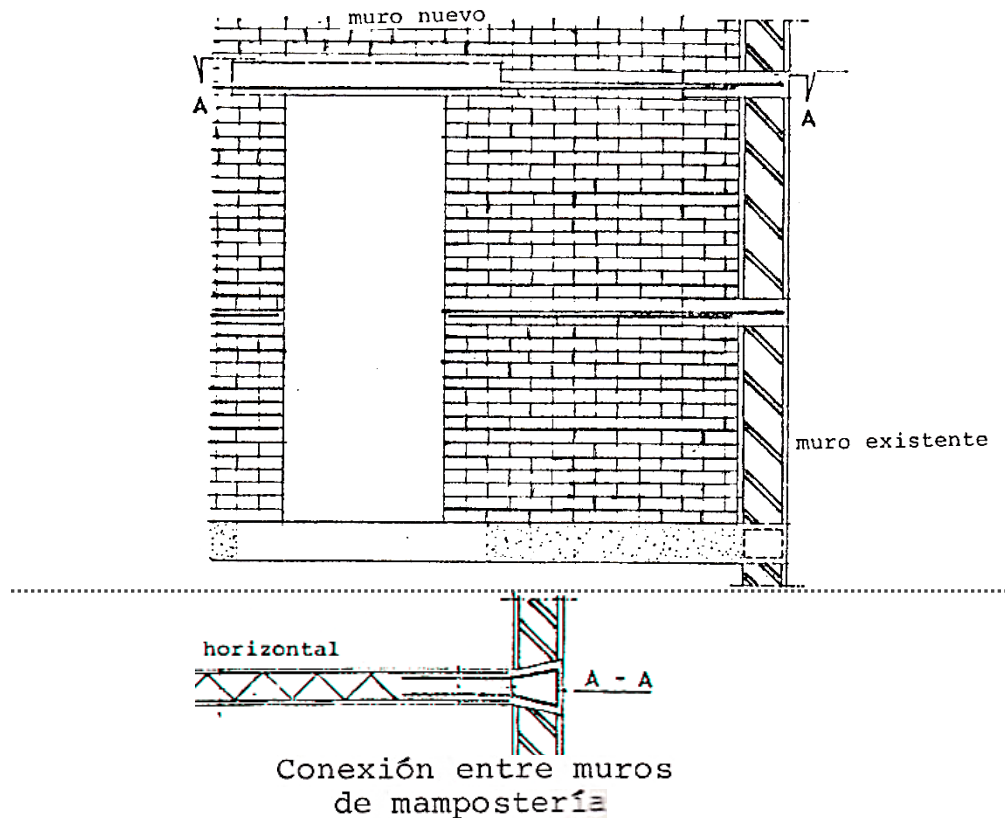 muro nuevo
A
A
muro existente
horizontal
A - A
Conexión entre muros
de mampostería